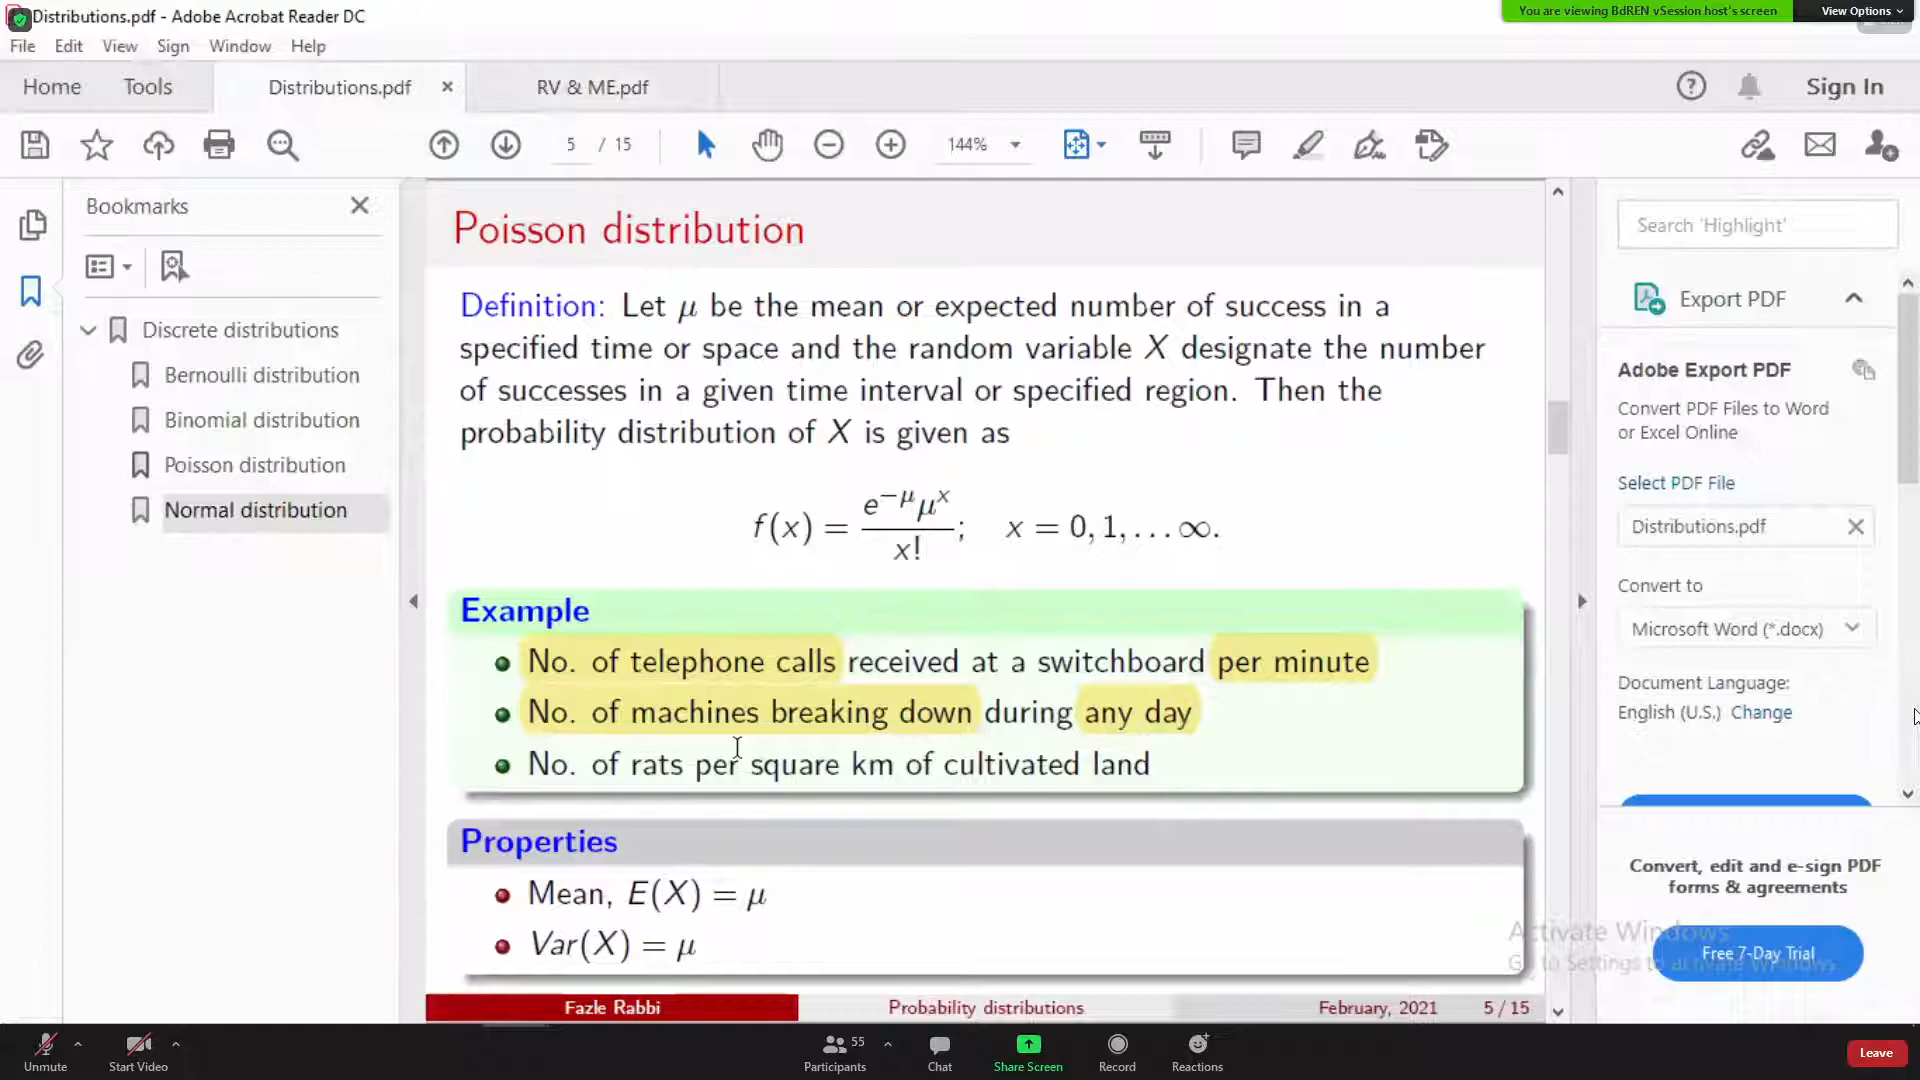 Distributions.pdf - Adobe Acrobat Reader DC
You are viewing BdREN vSession host's screen
View Options
File Edit View Sign Window Help
Home Tools Distributions.pdf RV & ME.pdf Sign In
5 / 15 144%
Bookmarks
Discrete distributions
Bernoulli distribution
Binomial distribution
Poisson distribution
Normal distribution
Poisson distribution
Definition: Let μ be the mean or expected number of success in a
specified time or space and the random variable X designate the number
of successes in a given time interval or specified region. Then the
probability distribution of X is given as
f(x) = e^{−μ}μ^x / x!; x = 0, 1, . . . ∞.
Example
No. of telephone calls received at a switchboard per minute
No. of machines breaking down during any day
No. of rats per square km of cultivated land
Properties
Mean, E(X) = μ
Var(X) = μ
Fazle Rabbi Probability distributions February, 2021 5 / 15
Search 'Highlight'
Export PDF
Adobe Export PDF
Convert PDF Files to Word
or Excel Online
Select PDF File
Distributions.pdf
Convert to
Microsoft Word (*.docx)
Document Language:
English (U.S.) Change
Convert, edit and e-sign PDF
forms & agreements
Activate Windows
Go to Settings to activate Windows.
Free 7-Day Trial
Unmute
Start Video
55
Participants
Chat
Share Screen
Record
Reactions
Leave